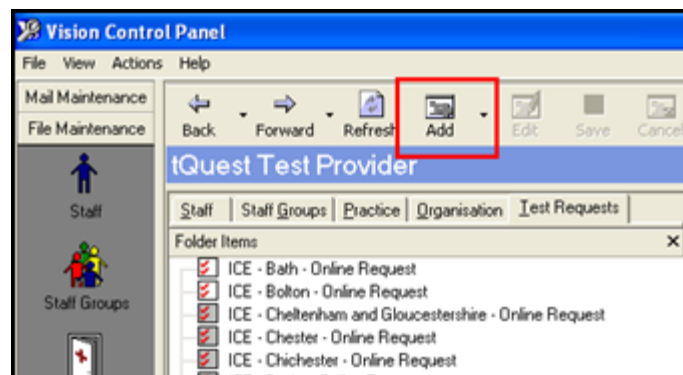 Vision Control Panel
File View Actions Help
Mail Maintenance
File Maintenance
Back Forward Refresh Add Edit Save Cancel
tQuest Test Provider
Staff
Staff Groups
Staff Staff Groups Practice Organisation Test Requests
Folder Items
ICE - Bath - Online Request
ICE - Bolton - Online Request
ICE - Cheltenham and Gloucestershire - Online Request
ICE - Chester - Online Request
ICE - Chichester - Online Request